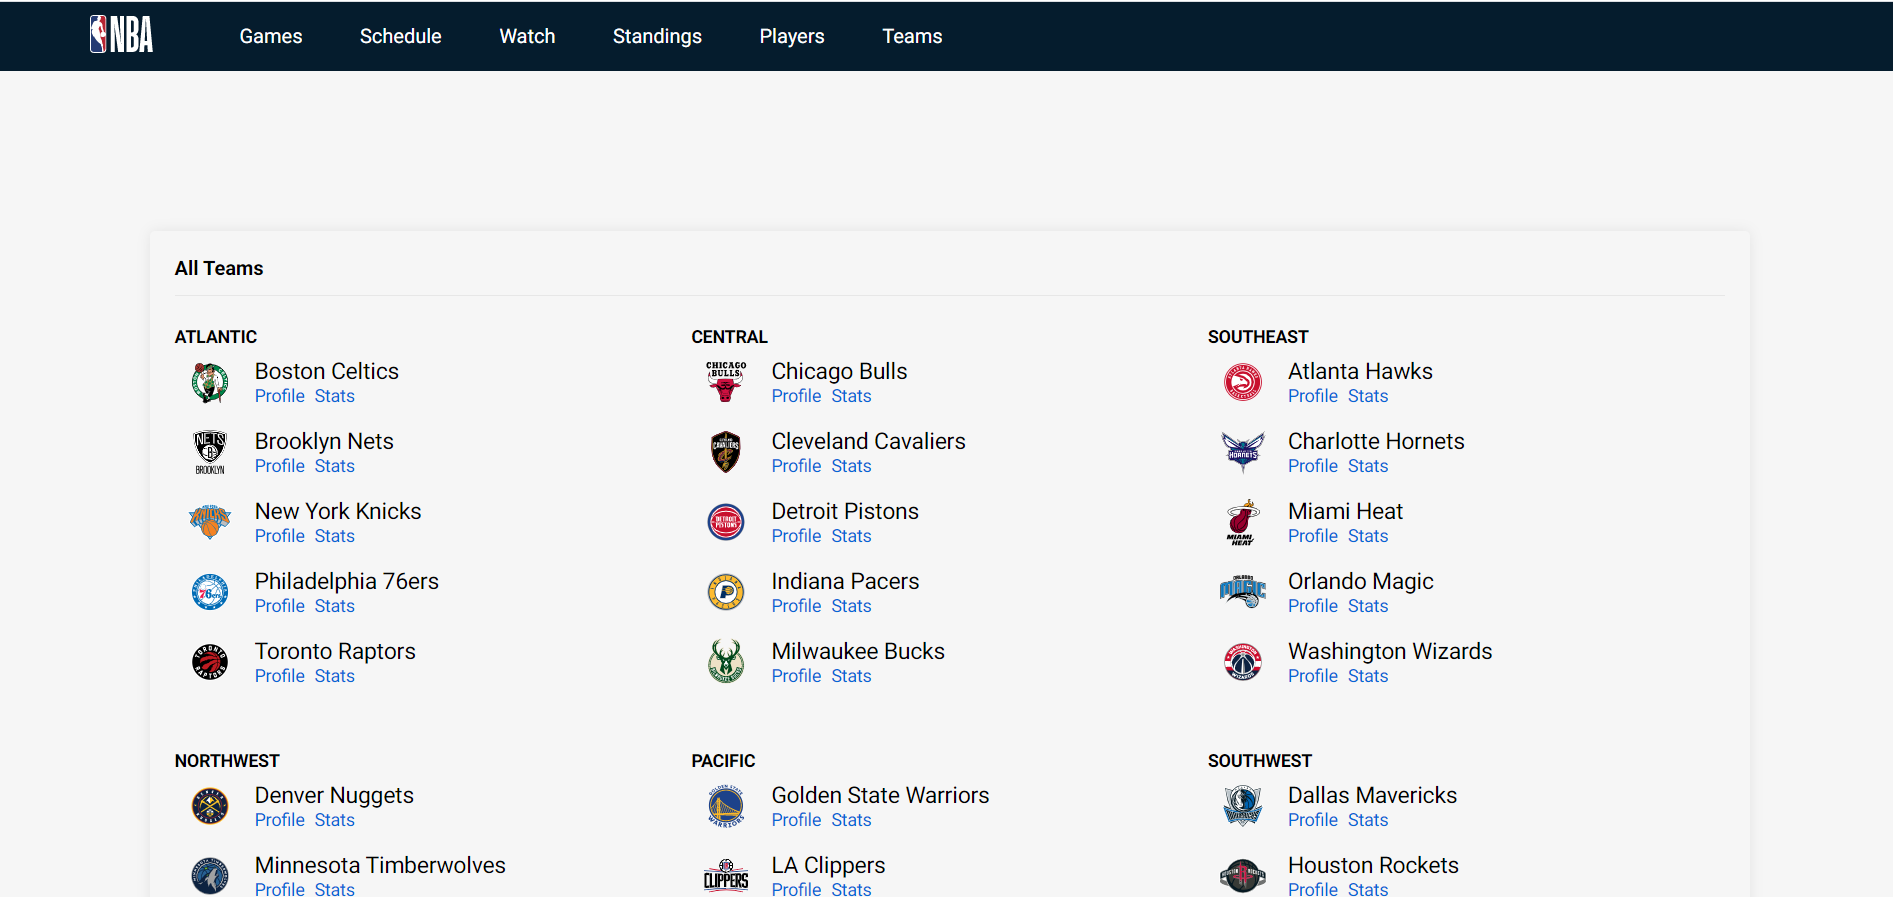 NBA Games Schedule Watch Standings Players Teams
All Teams
ATLANTIC
Boston Celtics
Profile Stats
Brooklyn Nets
Profile Stats
New York Knicks
Profile Stats
Philadelphia 76ers
Profile Stats
Toronto Raptors
Profile Stats
CENTRAL
CHICAGO
BULLS
Chicago Bulls
Profile Stats
Cleveland Cavaliers
Profile Stats
Detroit Pistons
Profile Stats
Indiana Pacers
Profile Stats
Milwaukee Bucks
Profile Stats
SOUTHEAST
Atlanta Hawks
Profile Stats
Charlotte Hornets
Profile Stats
Miami Heat
Profile Stats
Orlando Magic
Profile Stats
Washington Wizards
Profile Stats
NORTHWEST
Denver Nuggets
Profile Stats
Minnesota Timberwolves
Profile Stats
PACIFIC
Golden State Warriors
Profile Stats
CLIPPERS
LA Clippers
Profile Stats
SOUTHWEST
Dallas Mavericks
Profile Stats
Houston Rockets
Profile Stats